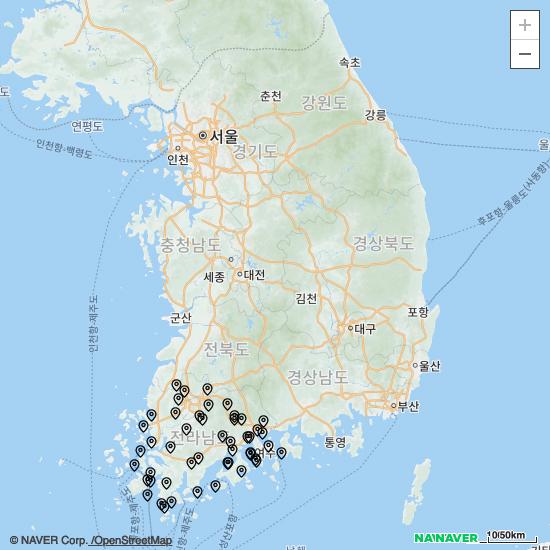 +
−
속초
춘천
강원도
강릉
도
연평도
서울
인천항-백령도
인천
경기도
울
후포항-울릉도(사동항)
충청남도
경상북도
세종
대전
인천항-제주도
김천
군산
포항
대구
전북도
울산
경상남도
부산
전라남
여수
통영
© NAVER Corp. /OpenStreetMap
NAVER
10/50km